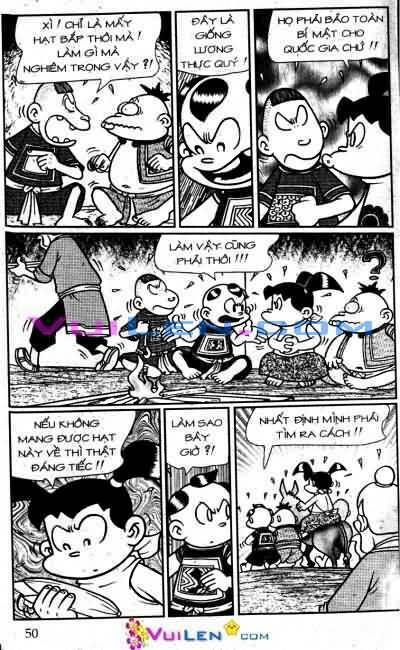 XÌ! CHỈ LÀ MẤY
HẠT BẮP THÔI MÀ!
LÀM GÌ MÀ
NGHIÊM TRỌNG VẬY?!
ĐÂY LÀ
GIỐNG
LƯƠNG
THỰC QUÝ!
HỌ PHẢI BẢO TOÀN
BÍ MẬT CHO
QUỐC GIA CHỨ!!
LÀM VẬY CŨNG
PHẢI THÔI!!!
?
VUILEN.COM
NẾU KHÔNG
MANG ĐƯỢC HẠT
NÀY VỀ THÌ THẬT
ĐÁNG TIẾC!!
LÀM SAO
BÂY
GIỜ?!
NHẤT ĐỊNH MÌNH PHẢI
TÌM RA CÁCH!!
50
VUILEN.COM